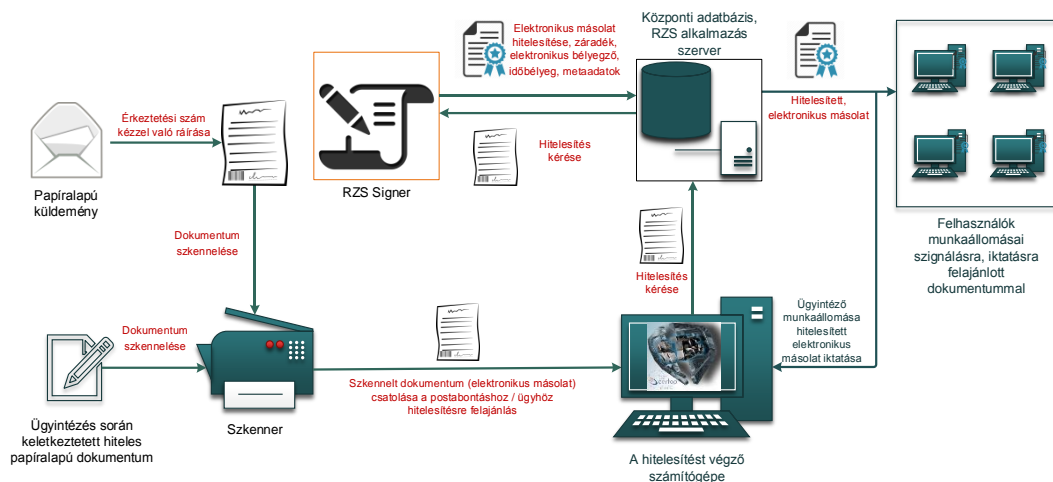 Elektronikus másolat
hitelesítése, záradék,
elektronikus bélyegző,
időbélyeg, metaadatok
Központi adatbázis,
RZS alkalmazás
szerver
Hitelesített,
elektronikus másolat
Érkeztetési szám
kézzel való ráírása
Hitelesítés
kérése
Papíralapú
küldemény
RZS Signer
Felhasználók
munkaállomásai
szignálásra, iktatásra
felajánlott
dokumentummal
Dokumentum
szkennelése
Hitelesítés
kérése
Ügyintéző
munkaállomása
hitelesített
elektronikus
másolat iktatása
Dokumentum
szkennelése
Szkennelt dokumentum (elektronikus másolat)
csatolása a postabontáshoz / ügyhöz
hitelesítésre felajánlás
Ügyintézés során
keletkeztetett hiteles
papíralapú dokumentum
Szkenner
A hitelesítést végző
számítógépe